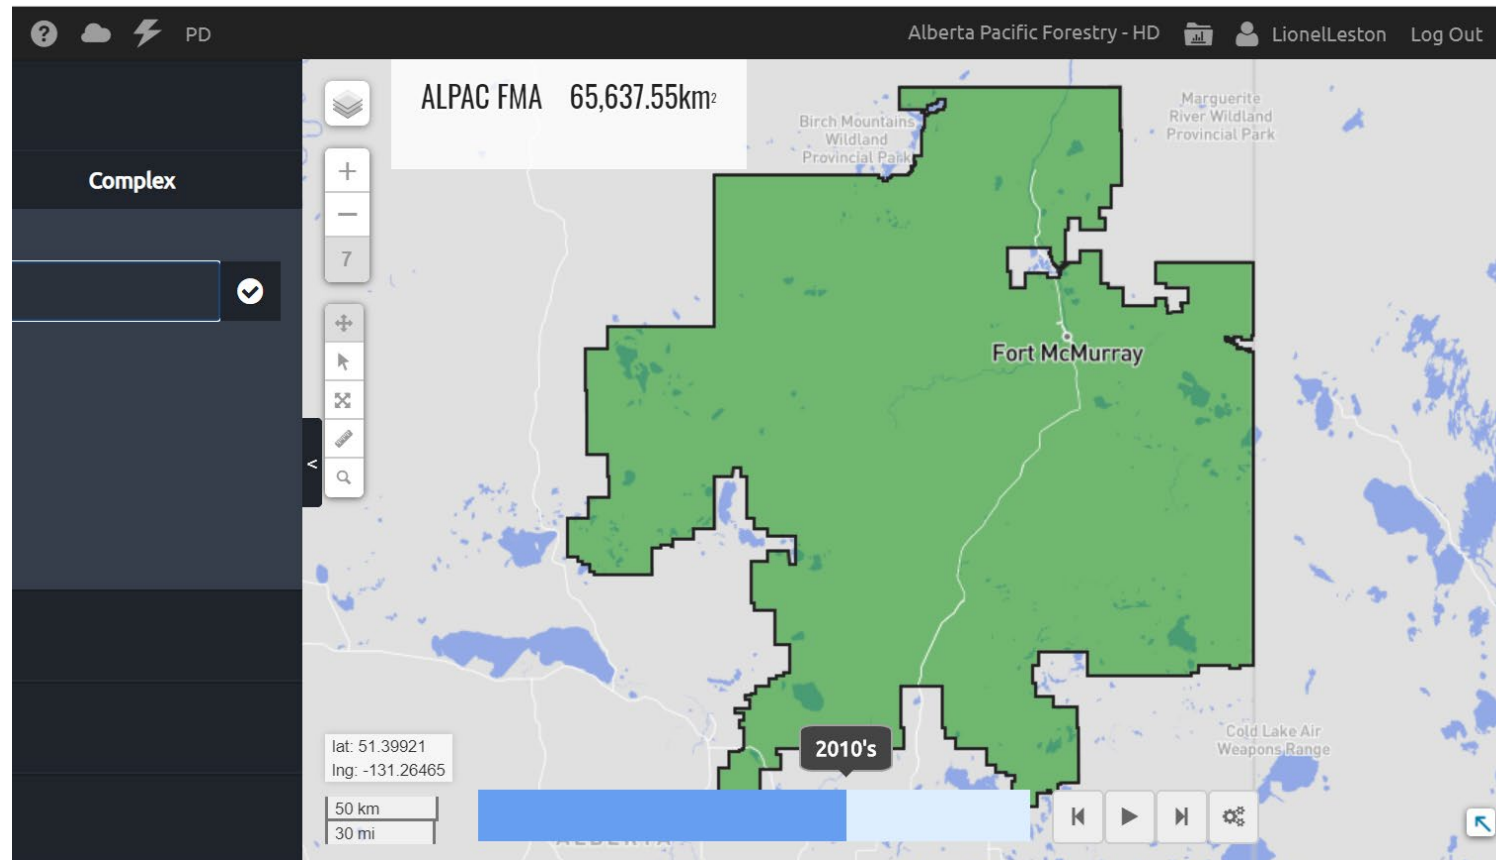 ? PD
Alberta Pacific Forestry - HD LionelLeston Log Out
Complex
ALPAC FMA 65,637.55km2
Birch Mountains
Wildland
Provincial Park
Marguerite
River Wildland
Provincial Park
+
−
7
<
Fort McMurray
Cold Lake Air
Weapons Range
2010's
lat: 51.39921
lng: -131.26465
50 km
30 mi
ALBERTA